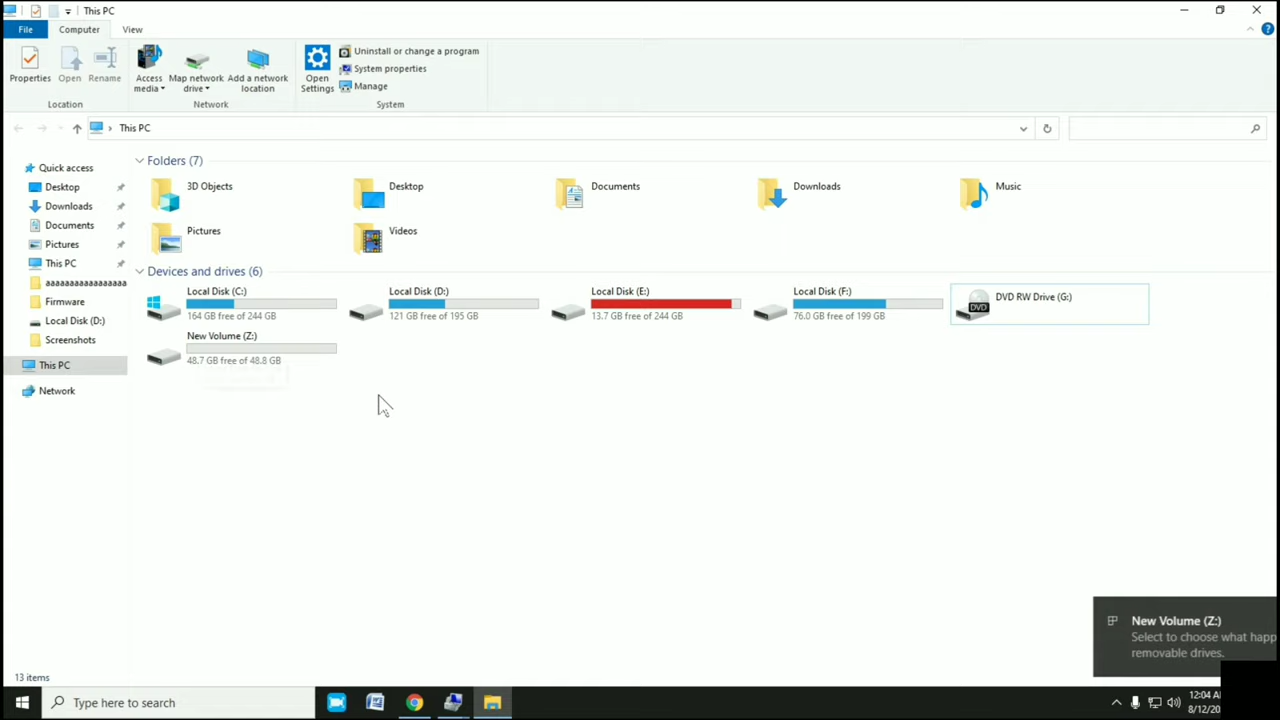 This PC
File
Computer
View
Properties
Open
Rename
Access media
Map network drive
Add a network location
Open Settings
Uninstall or change a program
System properties
Manage
Location
Network
System
This PC
Folders (7)
3D Objects
Desktop
Documents
Downloads
Music
Pictures
Videos
Devices and drives (6)
Local Disk (C:)
164 GB free of 244 GB
Local Disk (D:)
121 GB free of 195 GB
Local Disk (E:)
13.7 GB free of 244 GB
Local Disk (F:)
76.0 GB free of 199 GB
DVD RW Drive (G:)
DVD
New Volume (Z:)
48.7 GB free of 48.8 GB
Quick access
Desktop
Downloads
Documents
Pictures
This PC
aaaaaaaaaaaaaaaaa
Firmware
Local Disk (D:)
Screenshots
This PC
Network
New Volume (Z:)
Select to choose what happ
removable drives.
13 items
Type here to search
12:04 A
8/12/20